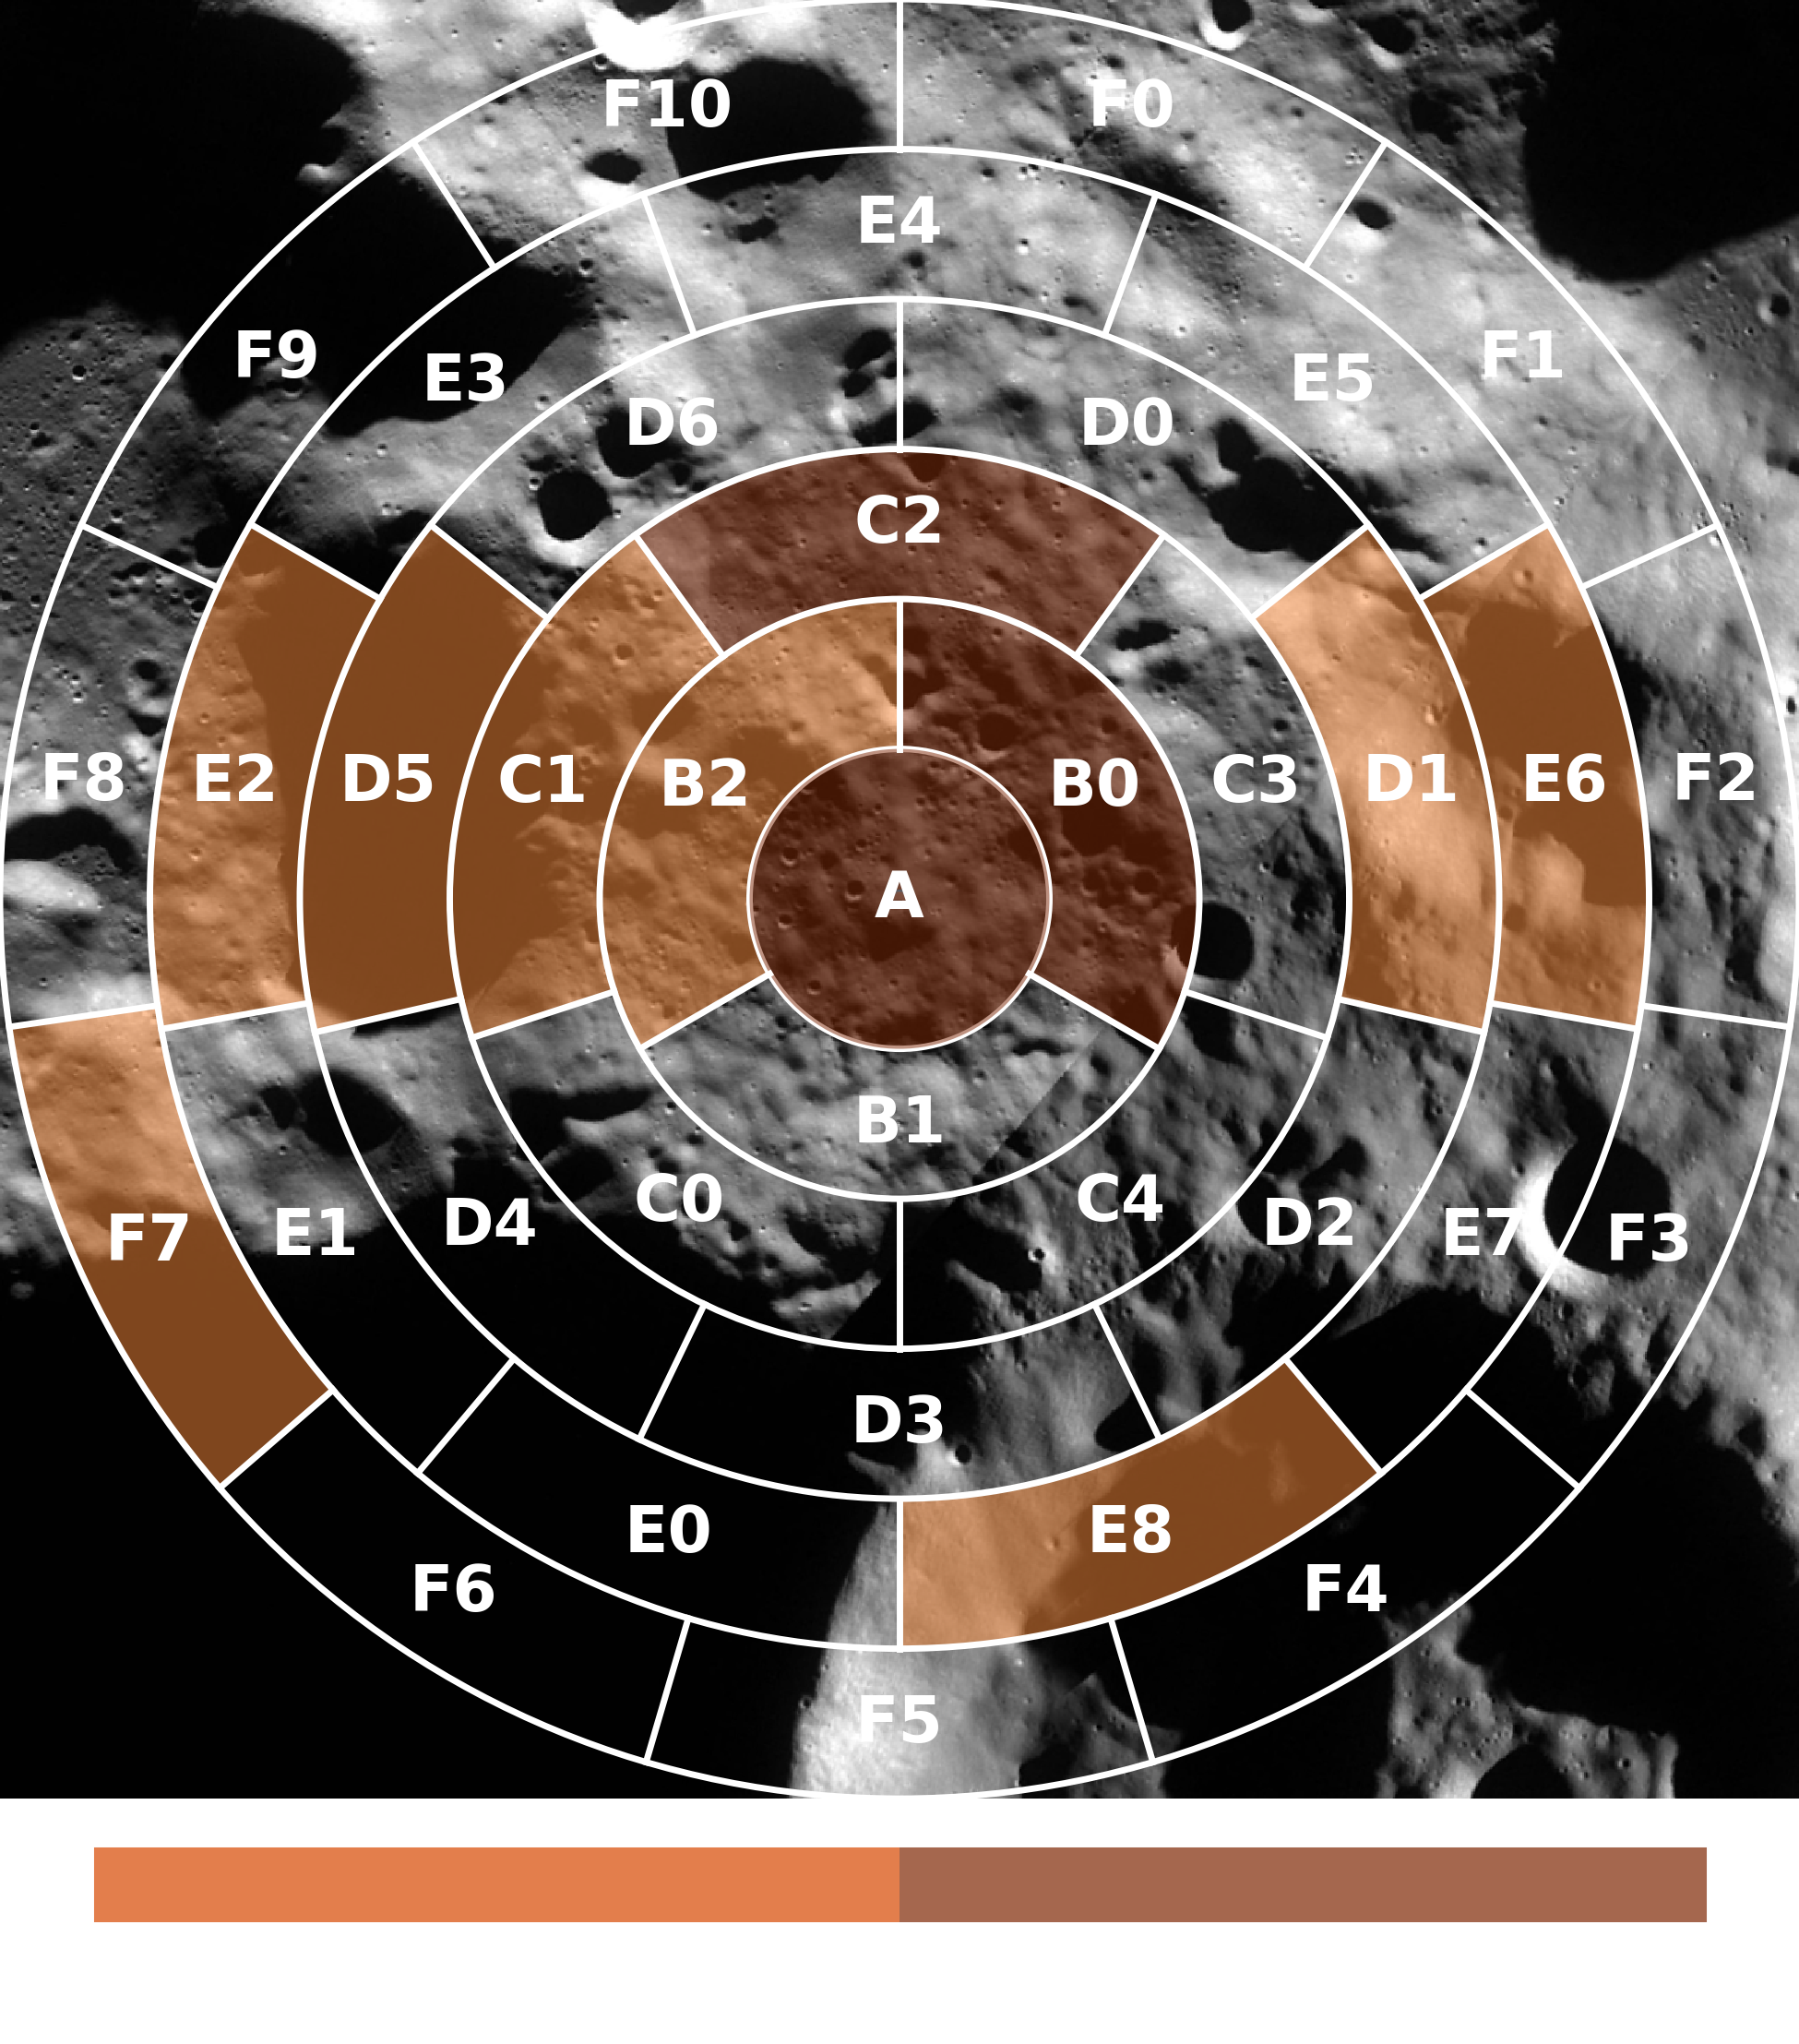 F10 F0
E4
F9 E3 E5 F1
D6 D0
C2
F8 E2 D5 C1 B2 B0 C3 D1 E6 F2
A
B1
C0 C4
F7 E1 D4 D2 E7 F3
D3
E0 E8
F6 F4
F5